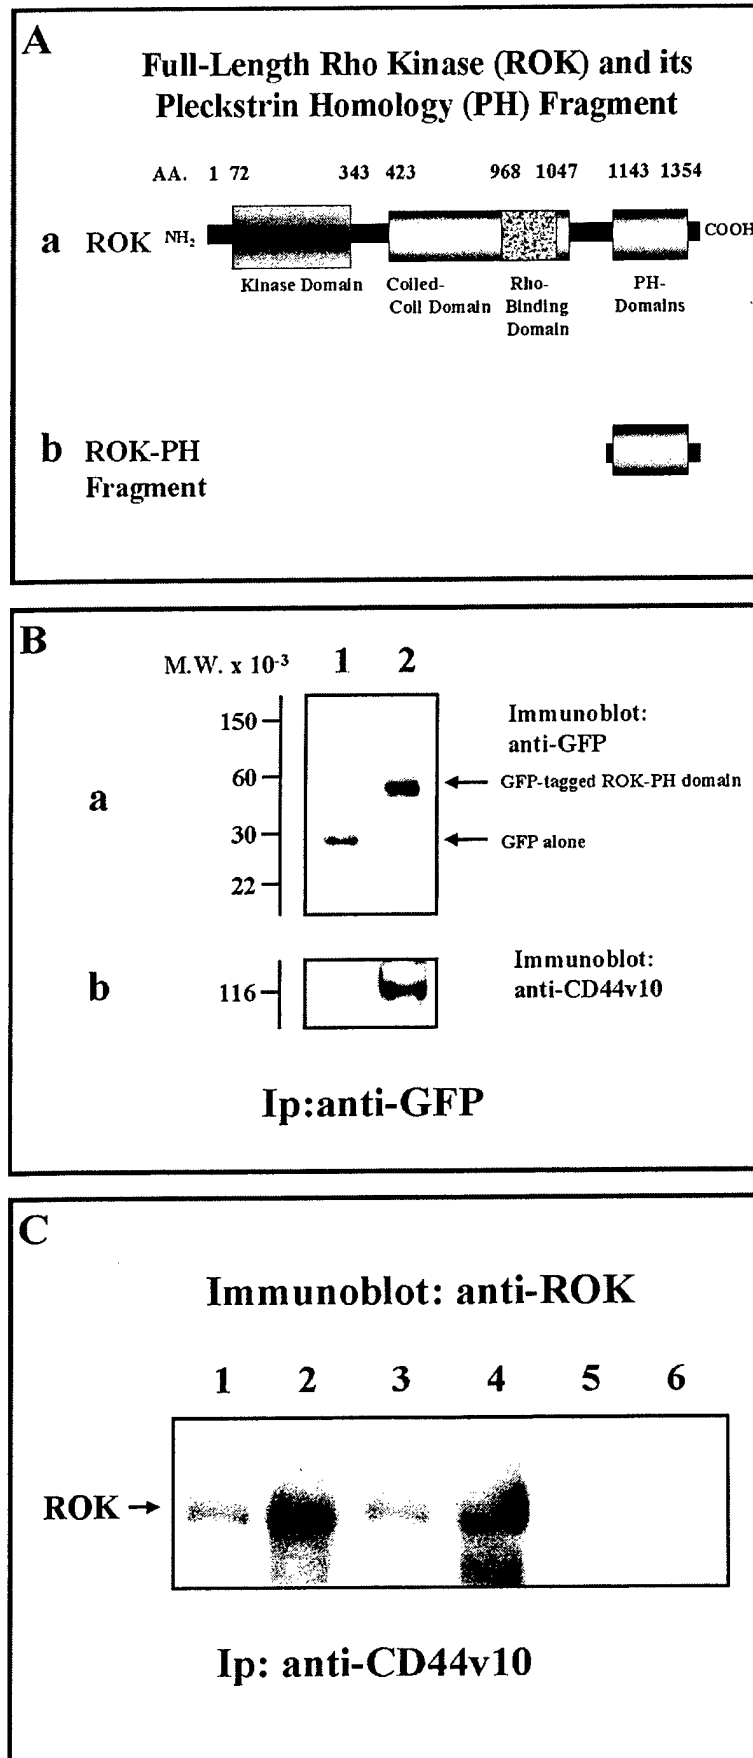 A
Full-Length Rho Kinase (ROK) and its
Pleckstrin Homology (PH) Fragment
AA. 1 72 343 423 968 1047 1143 1354
a ROK NH2 COOH
Kinase Domain
Coiled-
Coil Domain
Rho-
Binding
Domain
PH-
Domains
b ROK-PH
Fragment
B
M.W. x 10-3 1 2
150
60
30
22
a
Immunoblot:
anti-GFP
GFP-tagged ROK-PH domain
GFP alone
b
116
Immunoblot:
anti-CD44v10
Ip:anti-GFP
C
Immunoblot: anti-ROK
1 2 3 4 5 6
ROK
Ip: anti-CD44v10